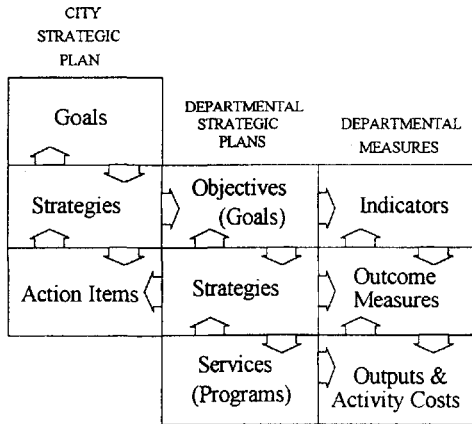 CITY
STRATEGIC
PLAN
Goals
DEPARTMENTAL
STRATEGIC
PLANS
DEPARTMENTAL
MEASURES
Strategies
Objectives
(Goals)
Indicators
Action Items
Strategies
Outcome
Measures
Services
(Programs)
Outputs &
Activity Costs